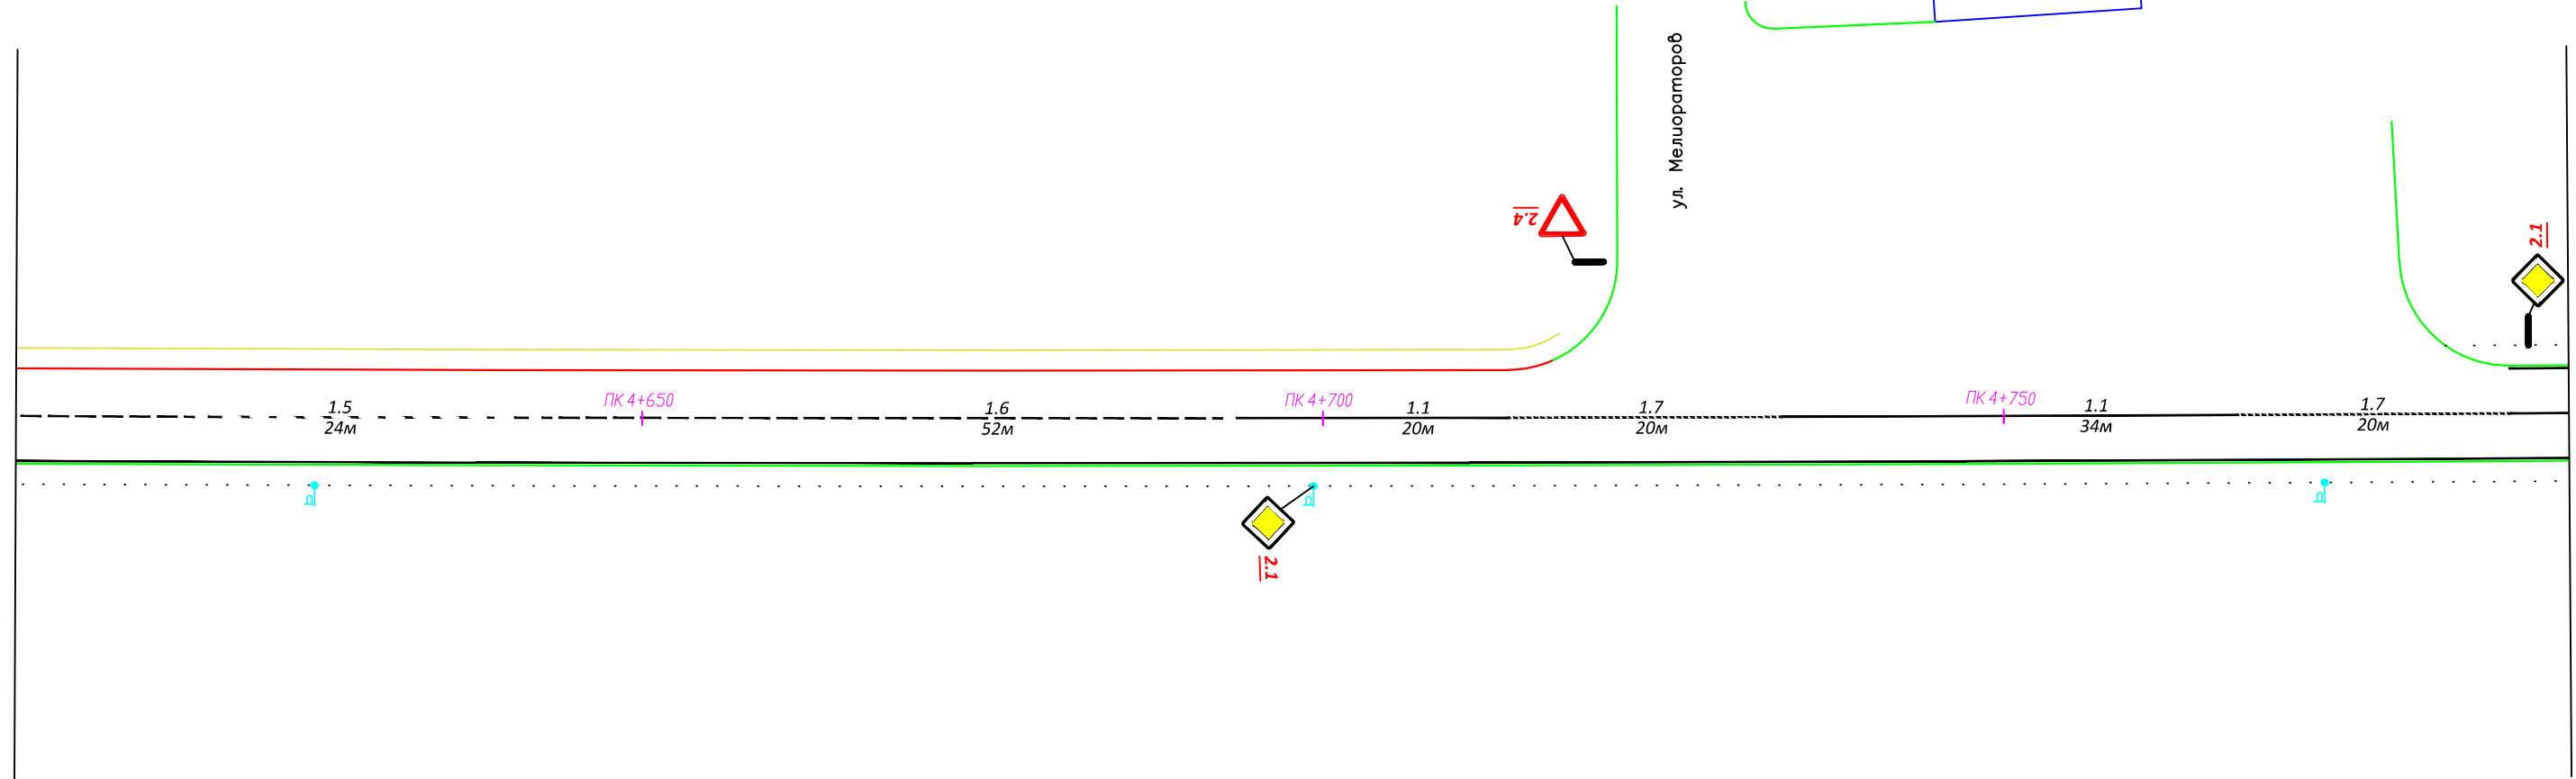 ул. Мелиораторов
2.4
2.1
ПК 4+650
ПК 4+700
ПК 4+750
1.5
24м
1.6
52м
1.1
20м
1.7
20м
1.1
34м
1.7
20м
2.1